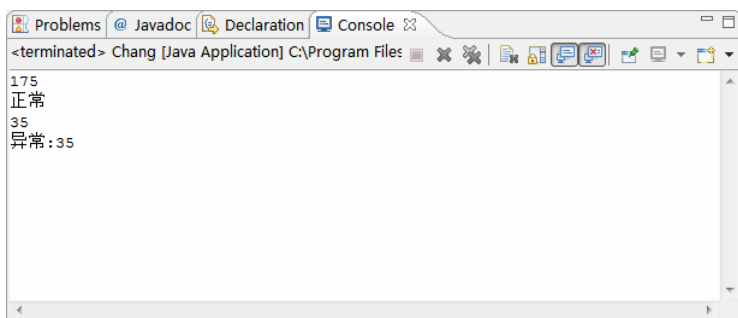 Problems @ Javadoc Declaration Console
<terminated> Chang [Java Application] C:\Program Files
175
正常
35
异常:35